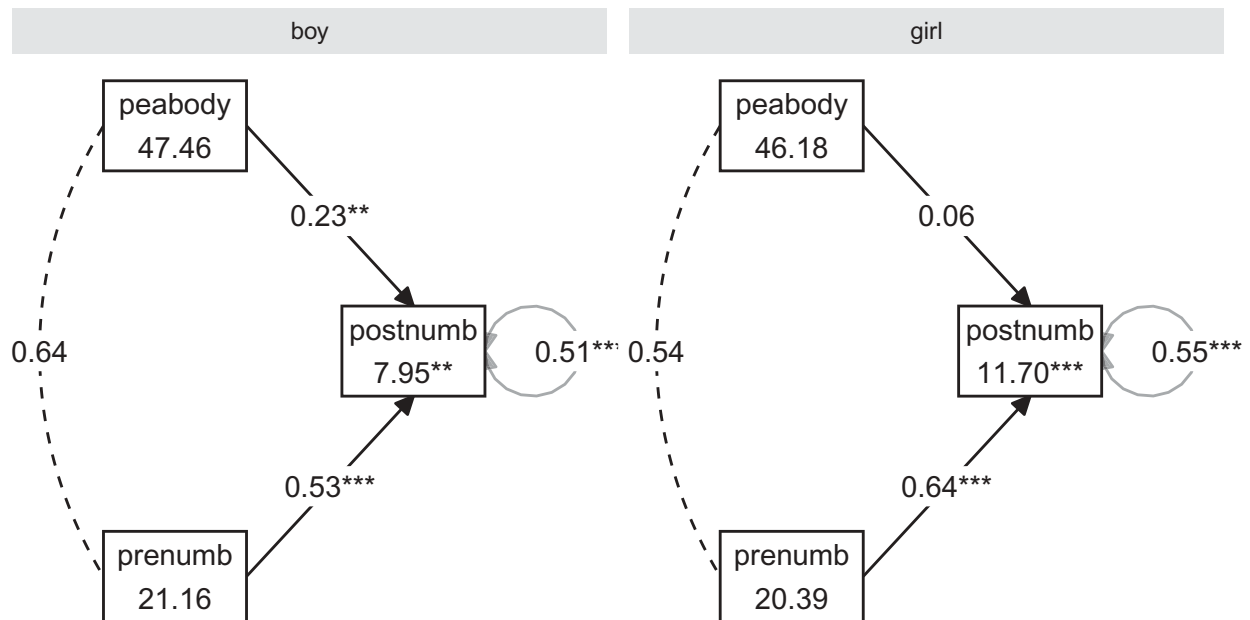 boy
peabody
47.46
0.23**
0.64
postnumb
7.95**
0.51***
0.53***
prenumb
21.16
girl
peabody
46.18
0.06
0.54
postnumb
11.70***
0.55***
0.64***
prenumb
20.39